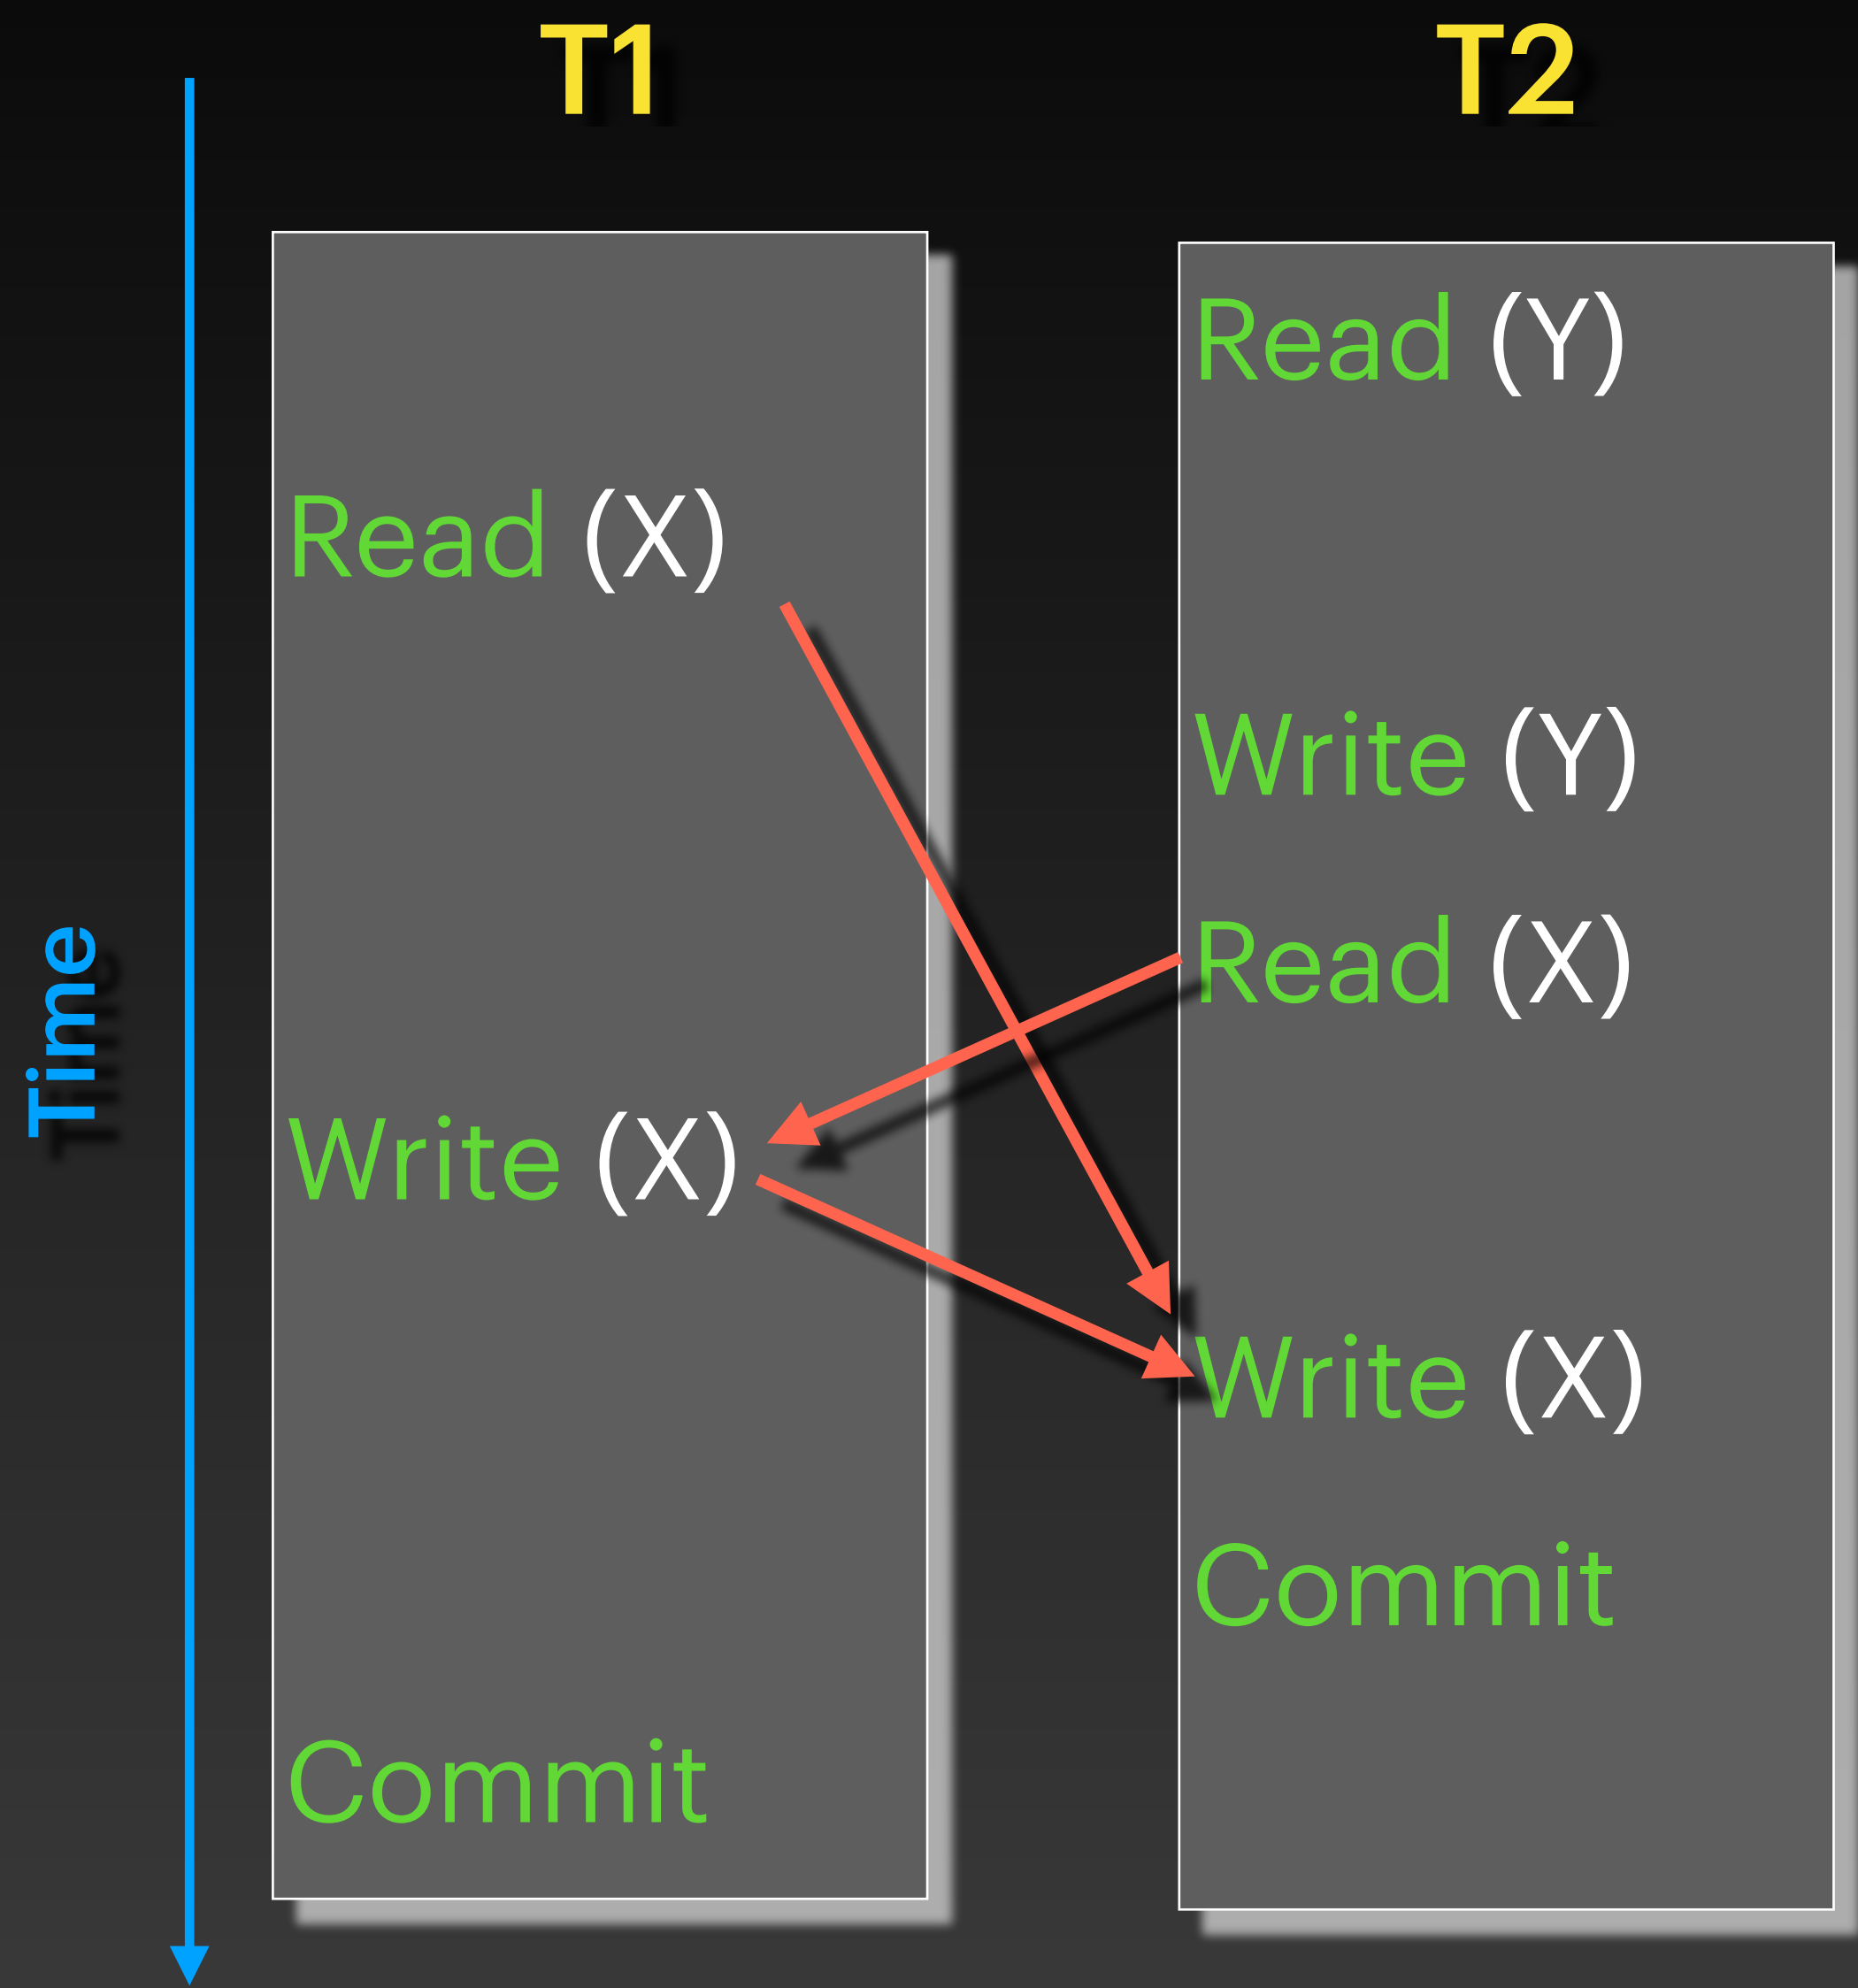 T1 T2
Read (Y)
Read (X)
Write (Y)
Read (X)
Time
Write (X)
Write (X)
Commit
Commit